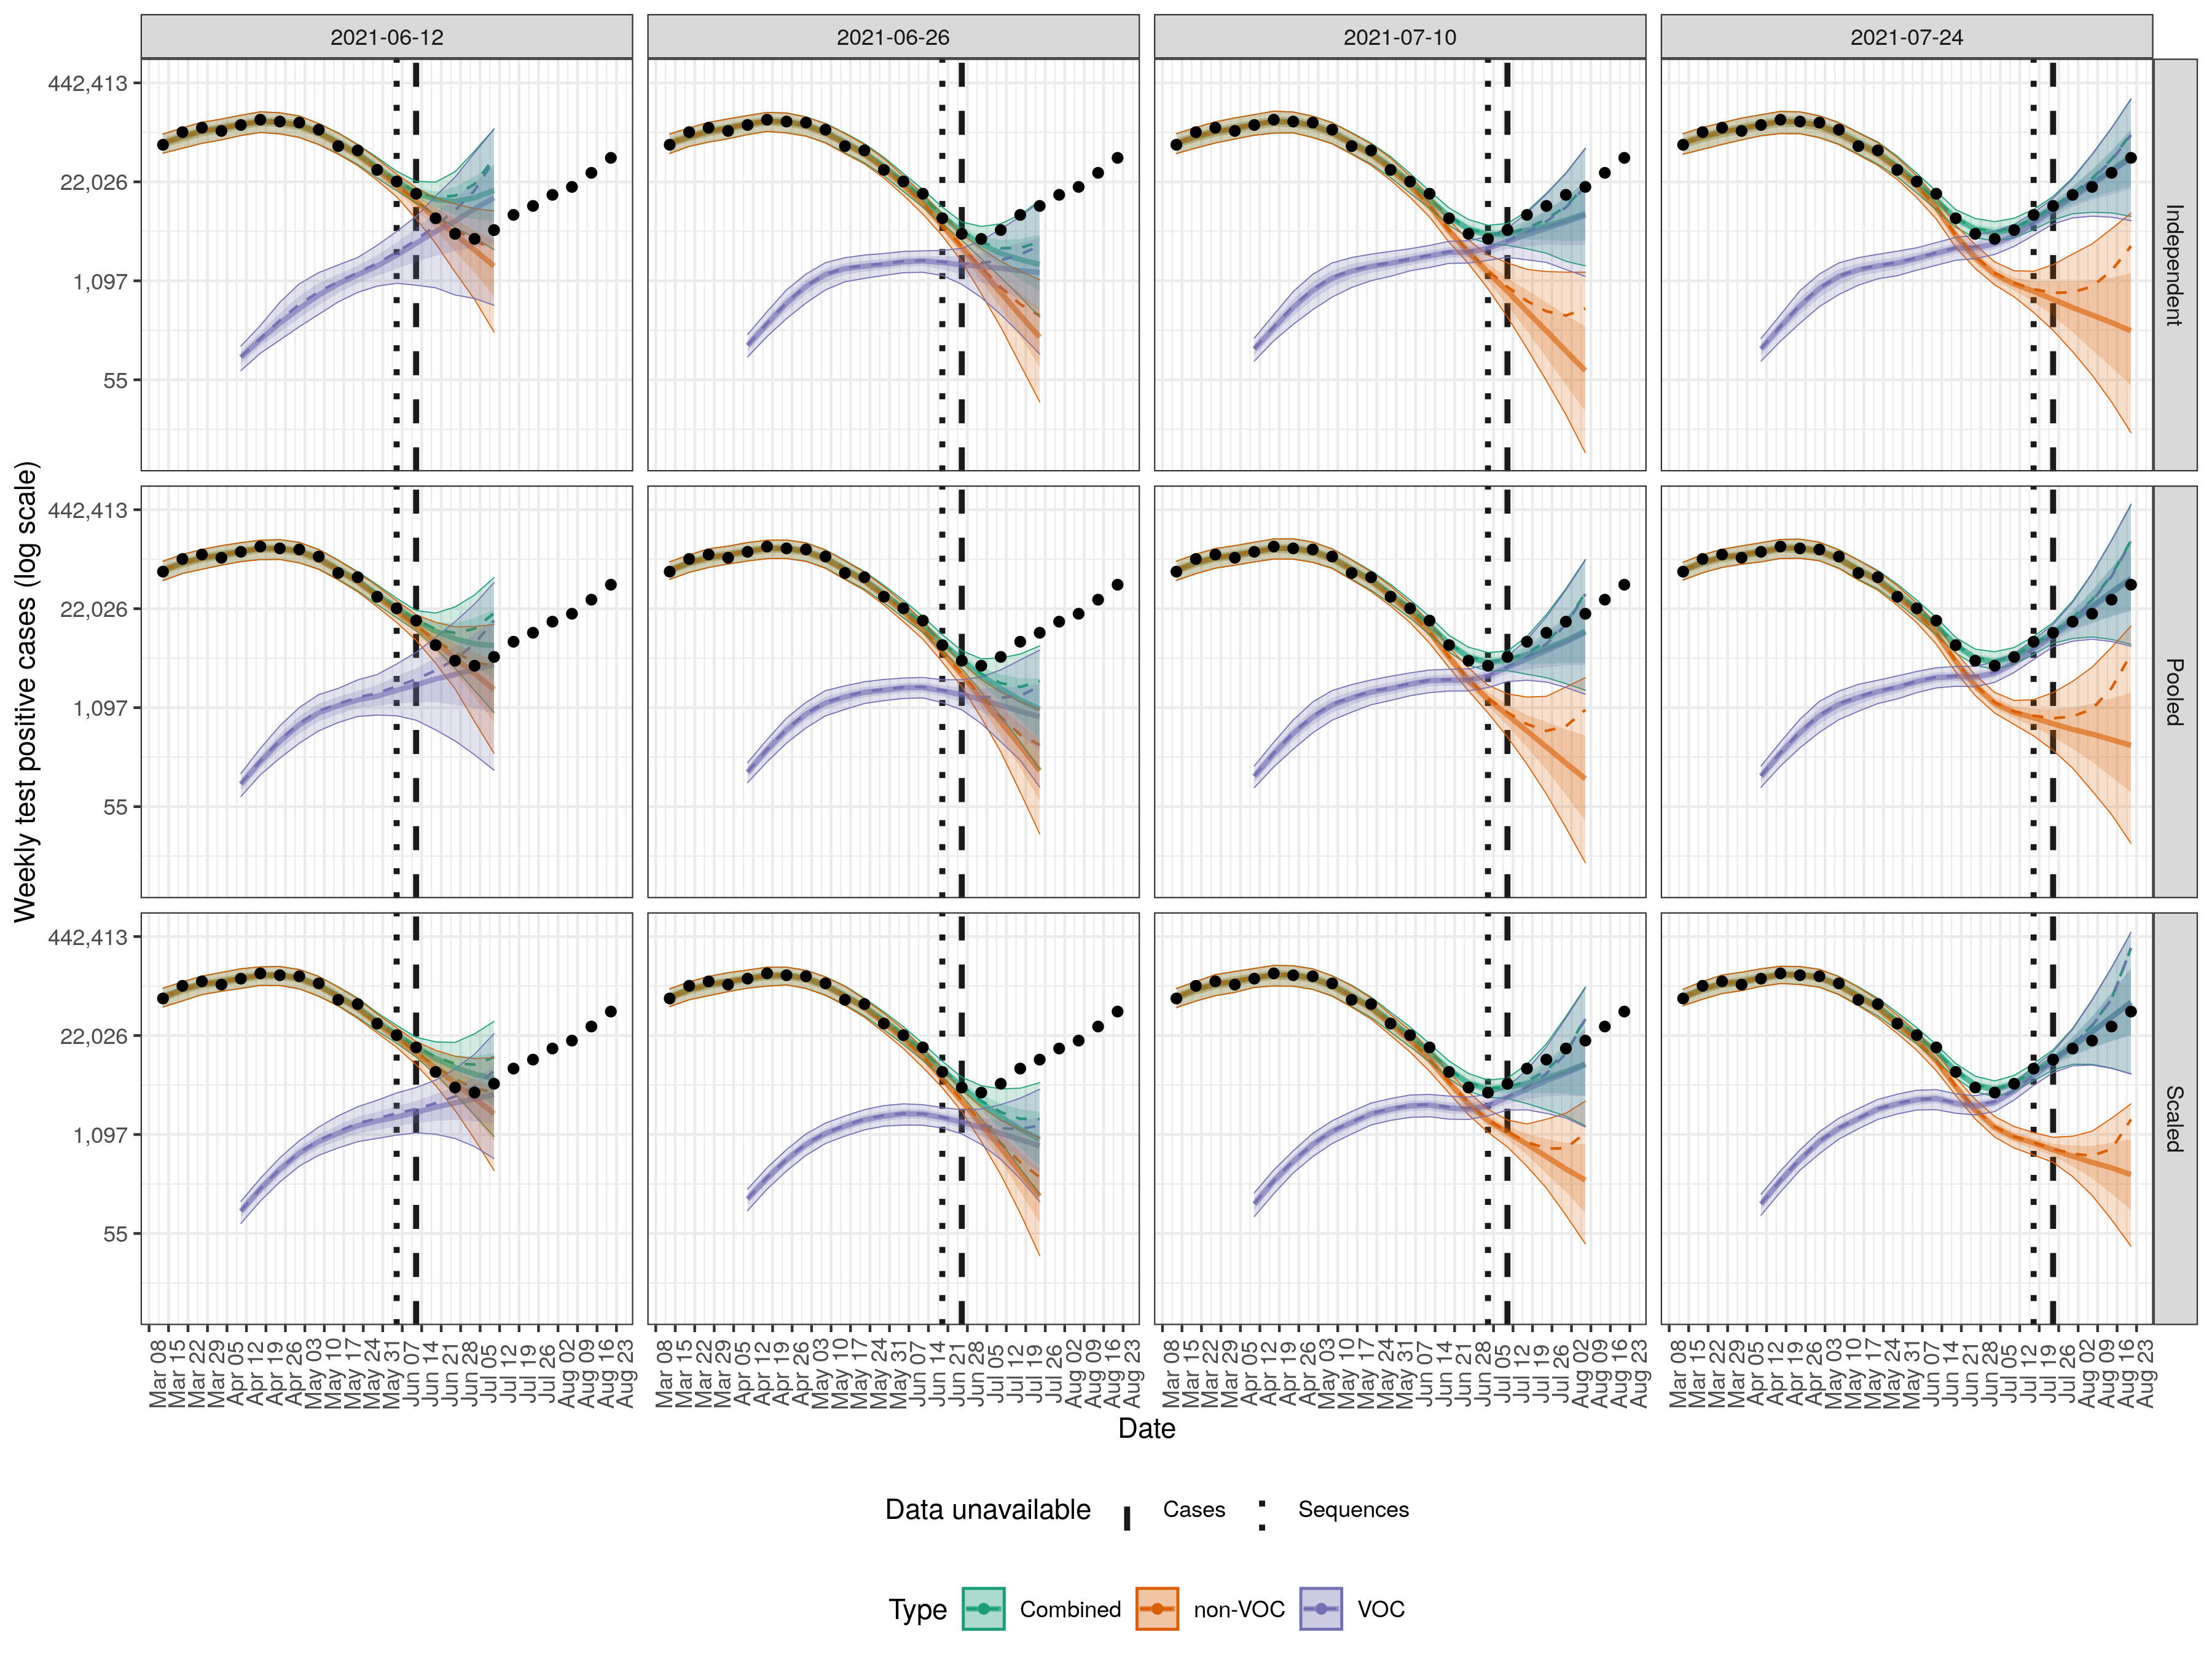 2021-06-12
2021-06-26
2021-07-10
2021-07-24
Weekly test positive cases (log scale)
442,413
22,026
1,097
55
Independent
442,413
22,026
1,097
55
Pooled
442,413
22,026
1,097
55
Scaled
Mar 08
Mar 15
Mar 22
Mar 29
Apr 05
Apr 12
Apr 19
Apr 26
May 03
May 10
May 17
May 24
May 31
Jun 07
Jun 14
Jun 21
Jun 28
Jul 05
Jul 12
Jul 19
Jul 26
Aug 02
Aug 09
Aug 16
Aug 23
Mar 08
Mar 15
Mar 22
Mar 29
Apr 05
Apr 12
Apr 19
Apr 26
May 03
May 10
May 17
May 24
May 31
Jun 07
Jun 14
Jun 21
Jun 28
Jul 05
Jul 12
Jul 19
Jul 26
Aug 02
Aug 09
Aug 16
Aug 23
Mar 08
Mar 15
Mar 22
Mar 29
Apr 05
Apr 12
Apr 19
Apr 26
May 03
May 10
May 17
May 24
May 31
Jun 07
Jun 14
Jun 21
Jun 28
Jul 05
Jul 12
Jul 19
Jul 26
Aug 02
Aug 09
Aug 16
Aug 23
Mar 08
Mar 15
Mar 22
Mar 29
Apr 05
Apr 12
Apr 19
Apr 26
May 03
May 10
May 17
May 24
May 31
Jun 07
Jun 14
Jun 21
Jun 28
Jul 05
Jul 12
Jul 19
Jul 26
Aug 02
Aug 09
Aug 16
Aug 23
Date
Data unavailable Cases Sequences
Type Combined non-VOC VOC